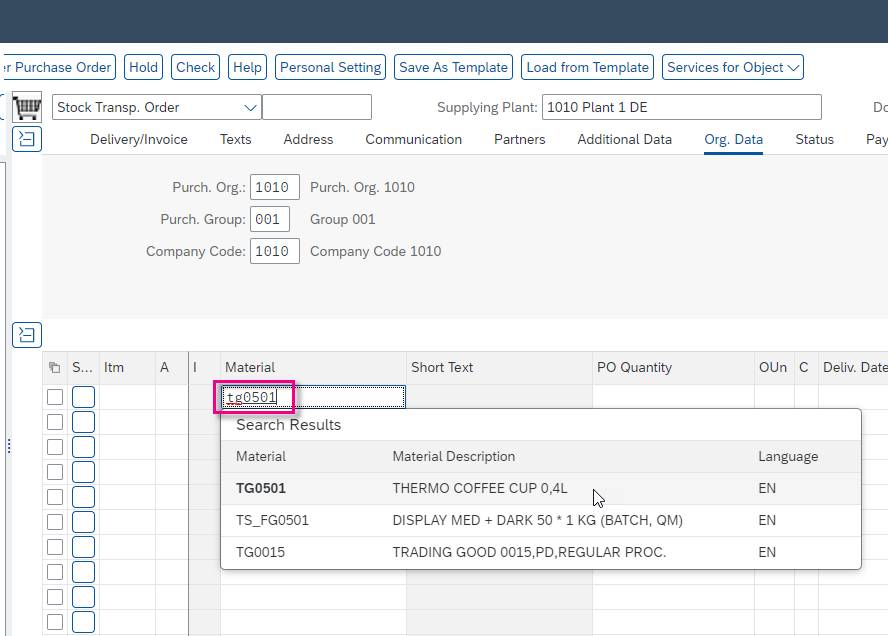 r Purchase Order Hold Check Help Personal Setting Save As Template Load from Template Services for Object
Stock Transp. Order Supplying Plant: 1010 Plant 1 DE Do
Delivery/Invoice Texts Address Communication Partners Additional Data Org. Data Status Pay
Purch. Org.: 1010 Purch. Org. 1010
Purch. Group: 001 Group 001
Company Code: 1010 Company Code 1010
S... Itm A I Material Short Text PO Quantity OUn C Deliv. Date
tg0501
Search Results
Material Material Description Language
TG0501 THERMO COFFEE CUP 0,4L EN
TS_FG0501 DISPLAY MED + DARK 50 * 1 KG (BATCH, QM) EN
TG0015 TRADING GOOD 0015,PD,REGULAR PROC. EN